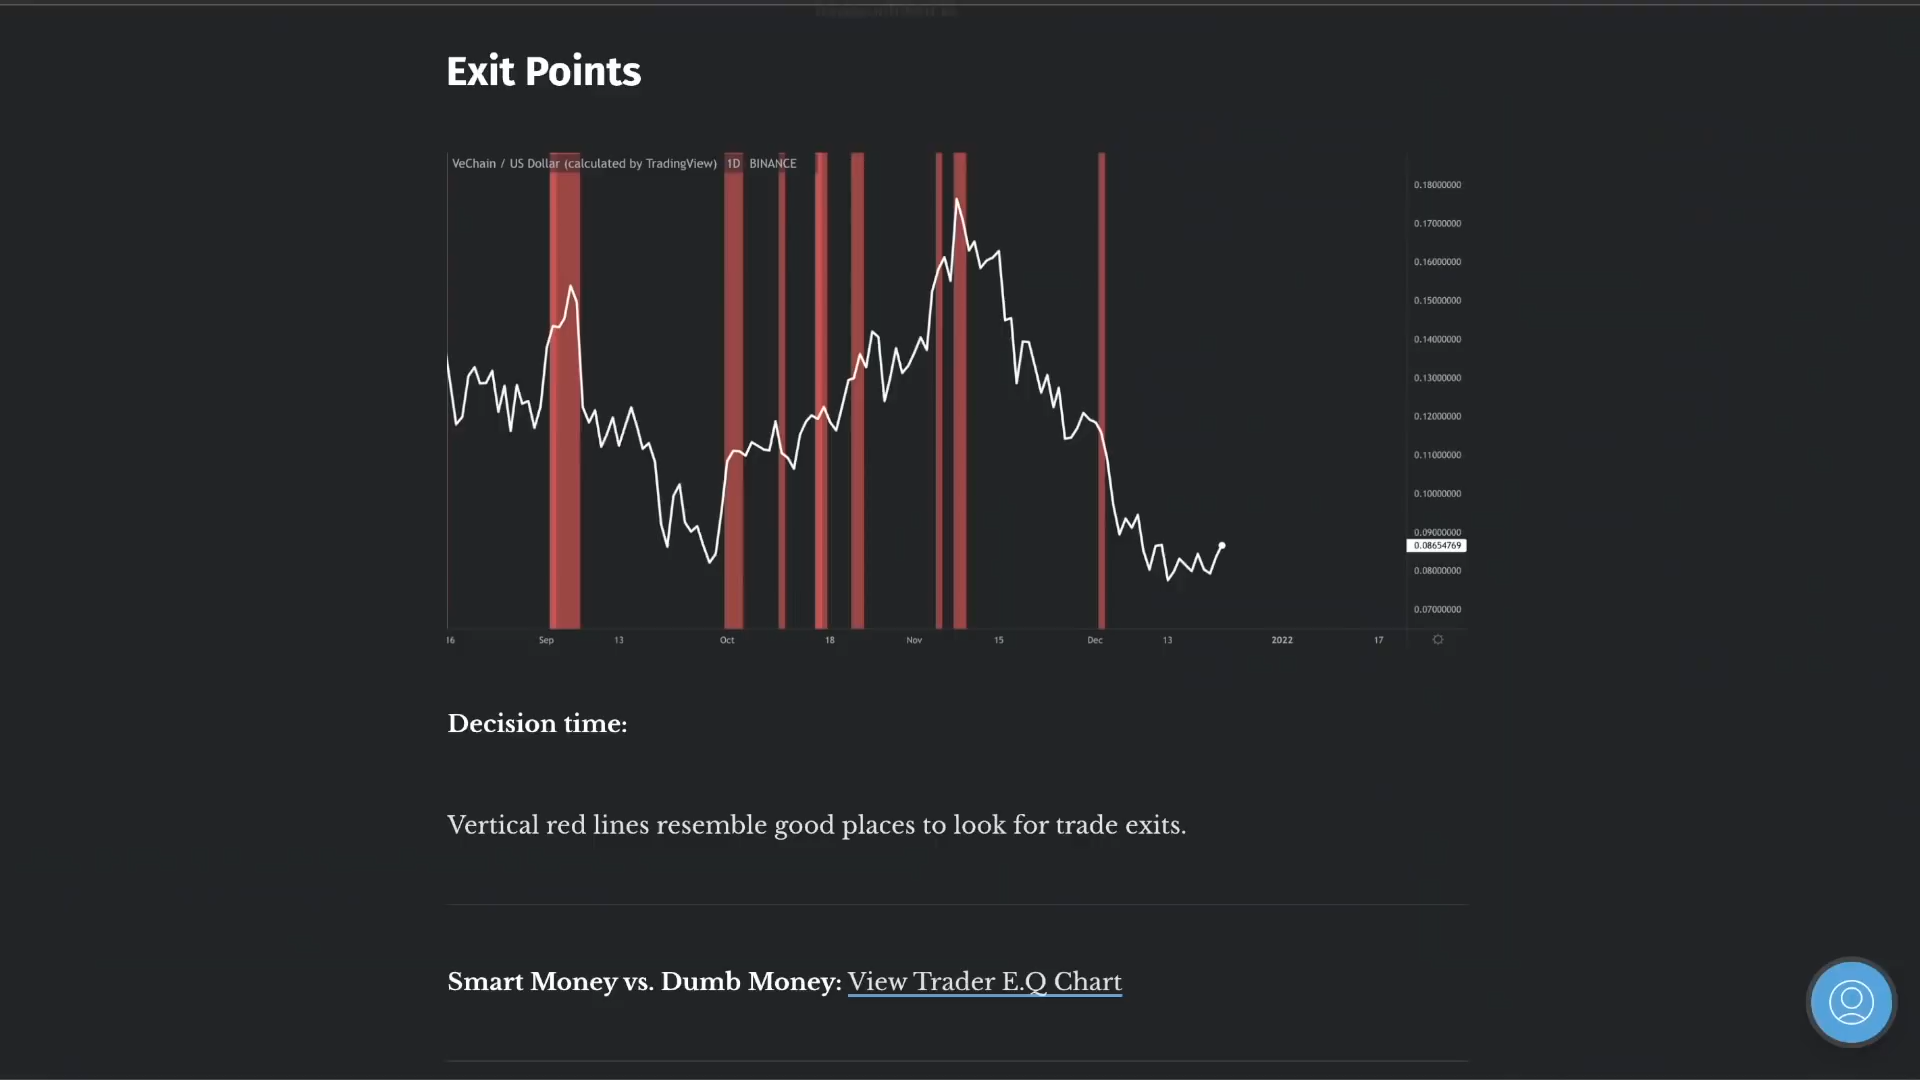 Exit Points
VeChain / US Dollar (calculated by TradingView) 1D BINANCE
0.18000000
0.17000000
0.16000000
0.15000000
0.14000000
0.13000000
0.12000000
0.11000000
0.10000000
0.09000000
0.08654769
0.08000000
0.07000000
16 Sep 13 Oct 18 Nov 15 Dec 13 2022 17
Decision time:
Vertical red lines resemble good places to look for trade exits.
Smart Money vs. Dumb Money: View Trader E.Q Chart